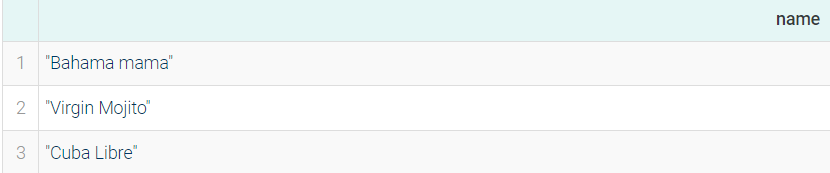 name
1 "Bahama mama"
2 "Virgin Mojito"
3 "Cuba Libre"